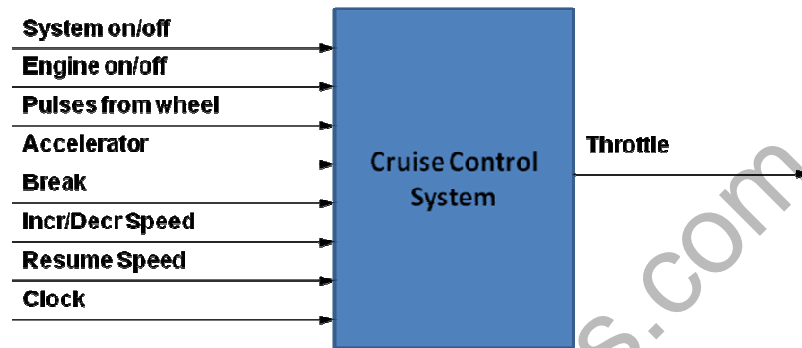 System on/off
Engine on/off
Pulses from wheel
Accelerator
Break
Incr/Decr Speed
Resume Speed
Clock
Cruise Control
System
Throttle
s.com